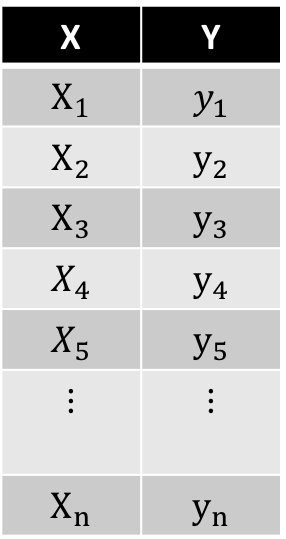 X Y
X₁ y₁
X₂ y₂
X₃ y₃
X₄ y₄
X₅ y₅
⋮ ⋮
Xₙ yₙ